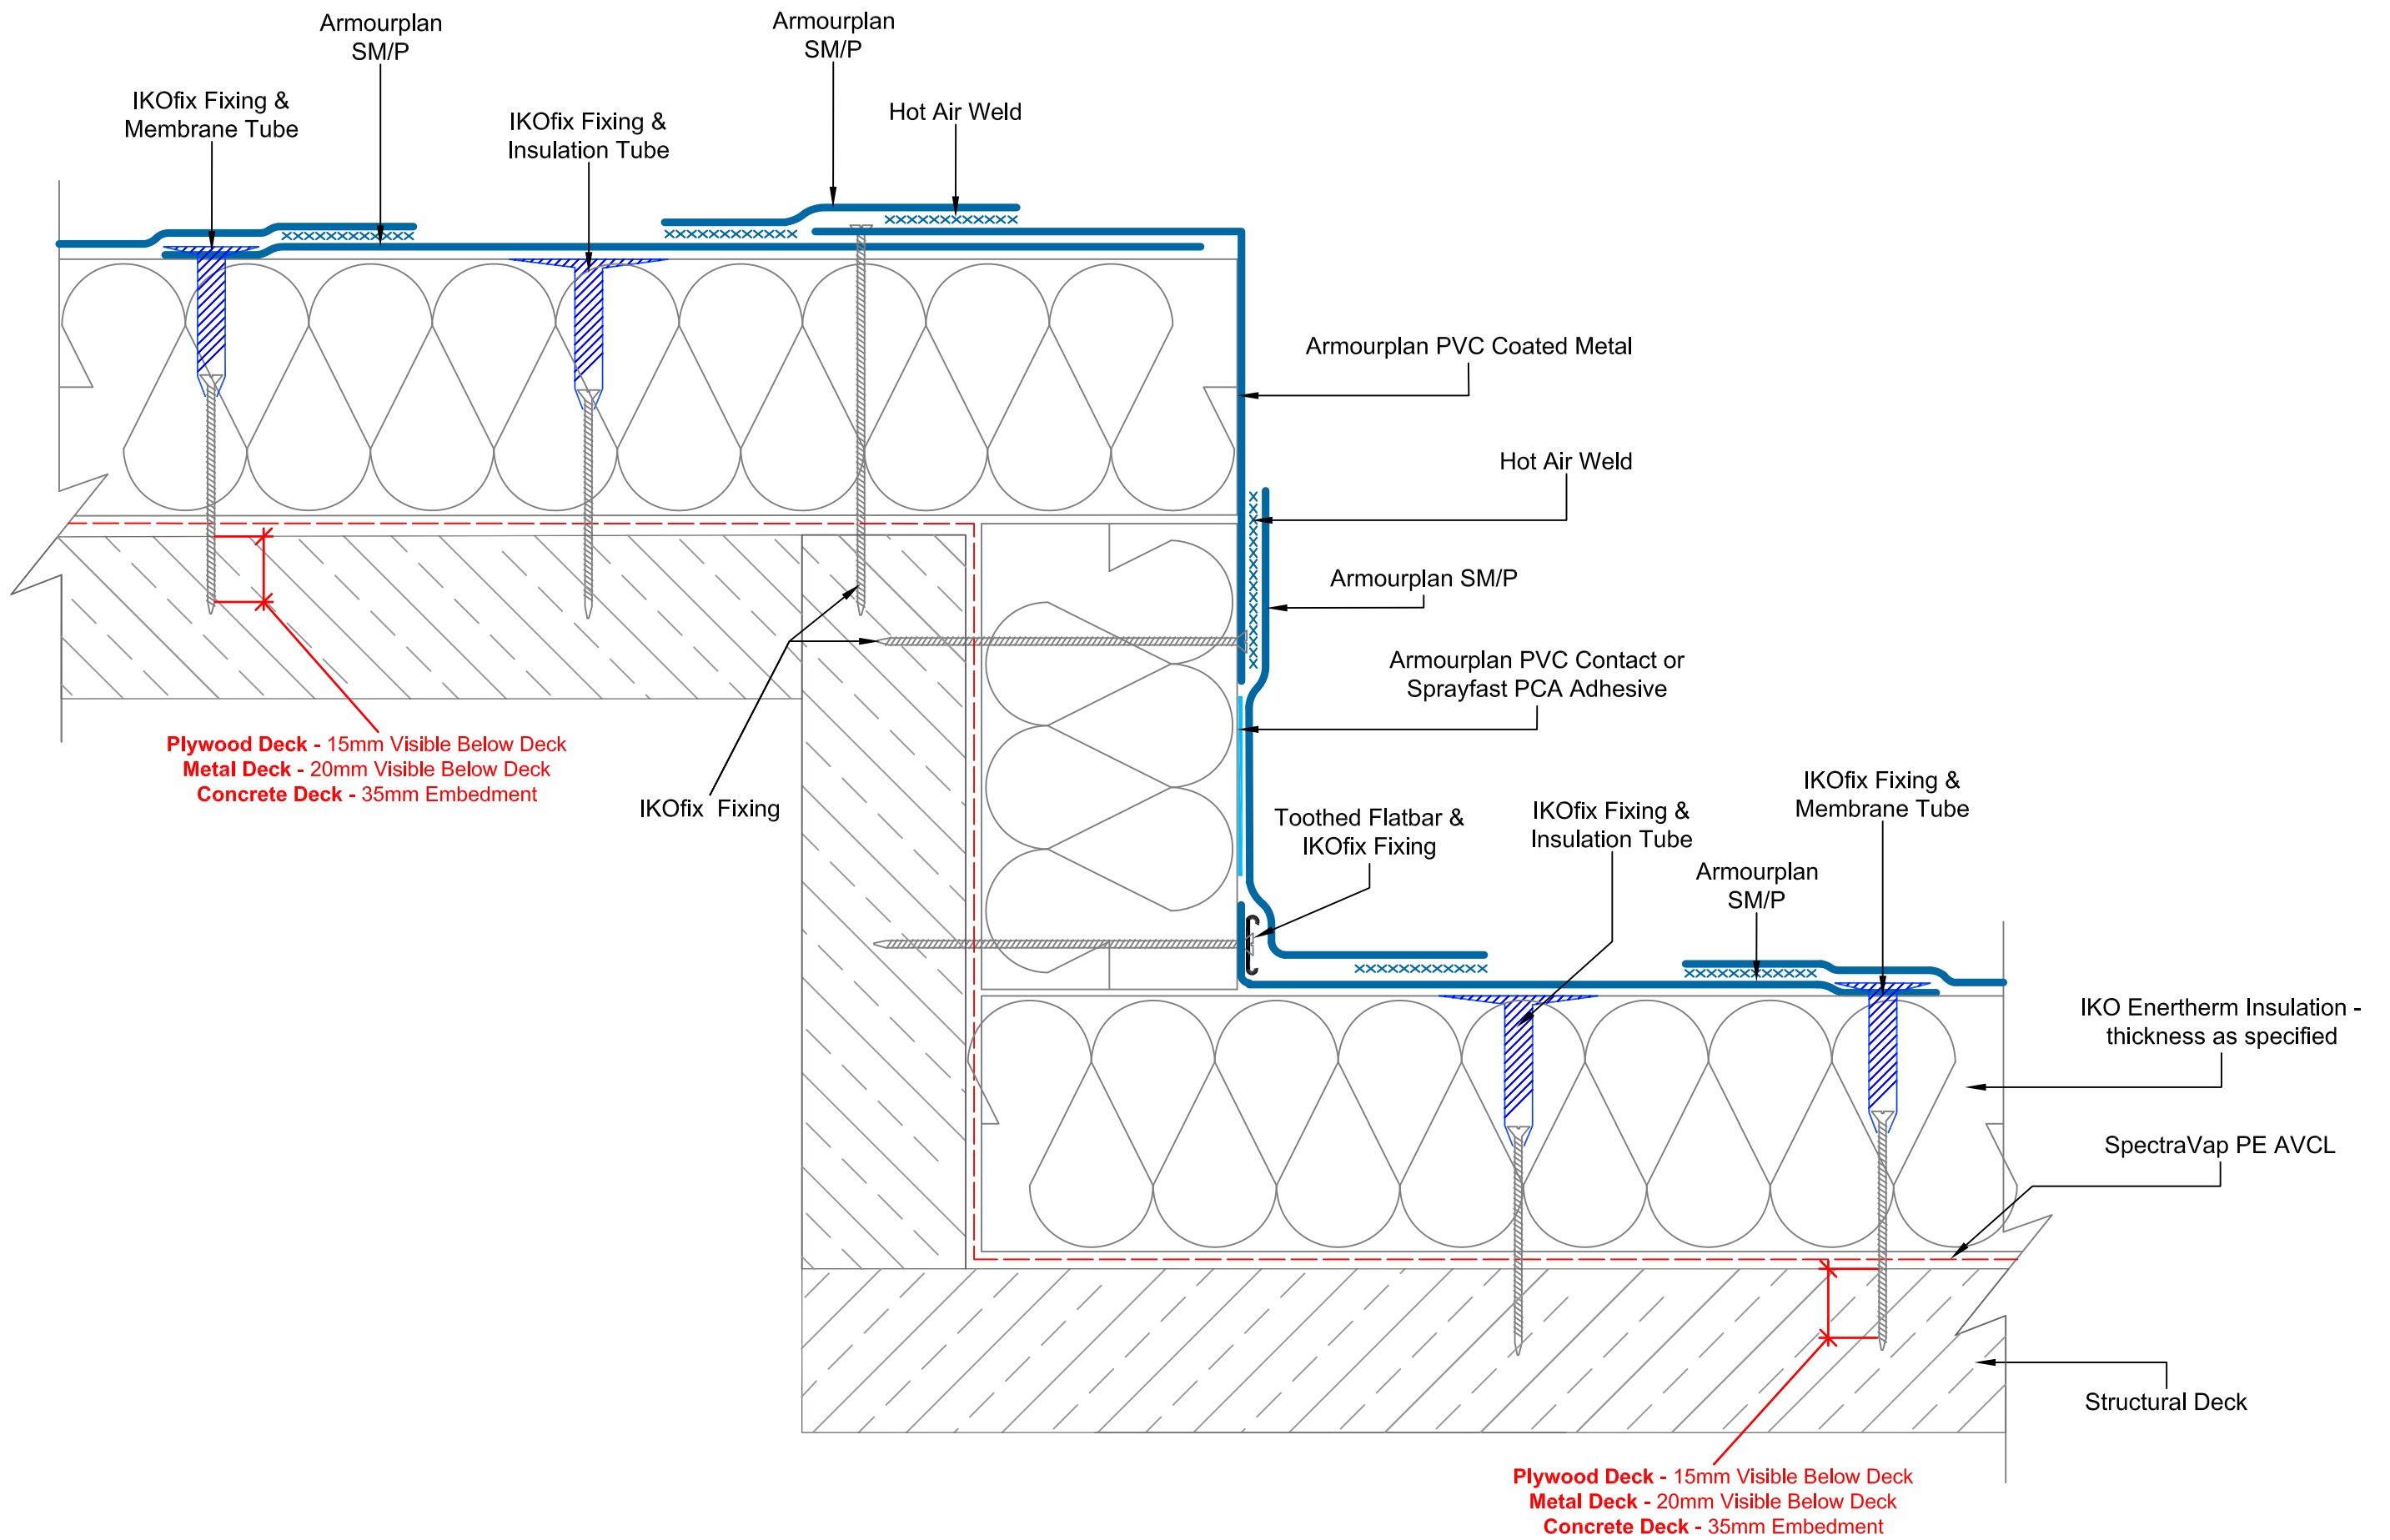 Armourplan
SM/P
Armourplan
SM/P
IKOfix Fixing &
Membrane Tube
IKOfix Fixing &
Insulation Tube
Hot Air Weld
Armourplan PVC Coated Metal
Hot Air Weld
Armourplan SM/P
Armourplan PVC Contact or
Sprayfast PCA Adhesive
Plywood Deck - 15mm Visible Below Deck
Metal Deck - 20mm Visible Below Deck
Concrete Deck - 35mm Embedment
IKOfix Fixing
Toothed Flatbar &
IKOfix Fixing
IKOfix Fixing &
Insulation Tube
IKOfix Fixing &
Membrane Tube
Armourplan
SM/P
IKO Enertherm Insulation -
thickness as specified
SpectraVap PE AVCL
Structural Deck
Plywood Deck - 15mm Visible Below Deck
Metal Deck - 20mm Visible Below Deck
Concrete Deck - 35mm Embedment